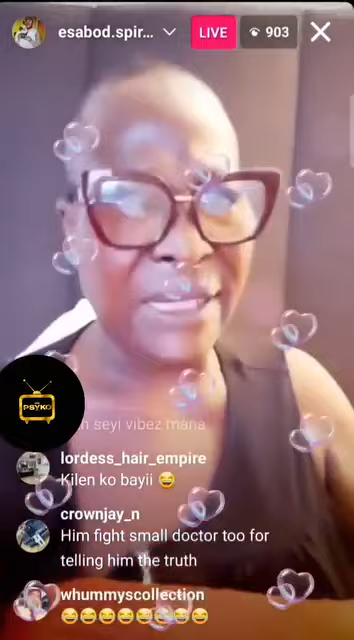 esabod.spir...
LIVE
903
PSYKO
seyi vibez mana
lordess_hair_empire
Kilen ko bayii 😂
crownjay_n
Him fight small doctor too for
telling him the truth
whummyscollection
😂😂😂😂😂😂😂😂😂